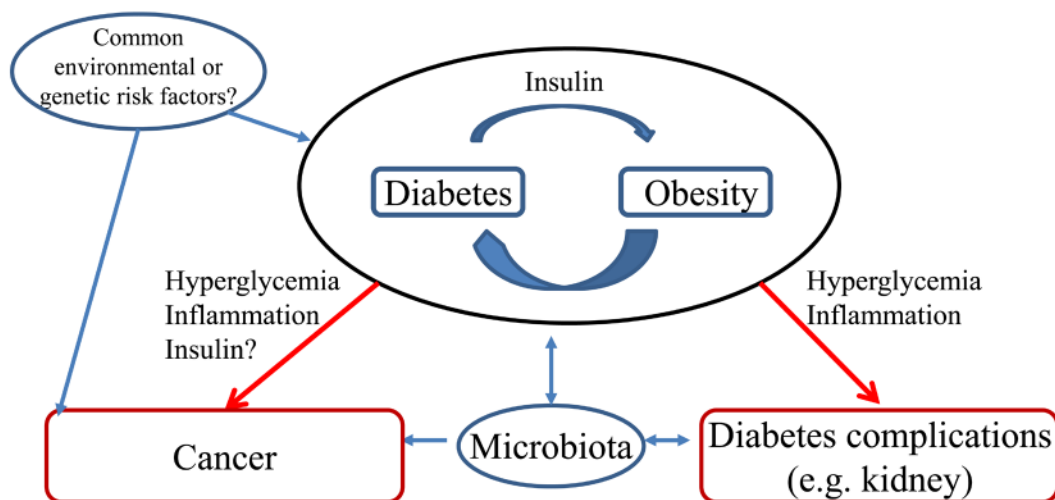 Common
environmental or
genetic risk factors?
Insulin
Diabetes
Obesity
Hyperglycemia
Inflammation
Insulin?
Hyperglycemia
Inflammation
Cancer
Microbiota
Diabetes complications
(e.g. kidney)